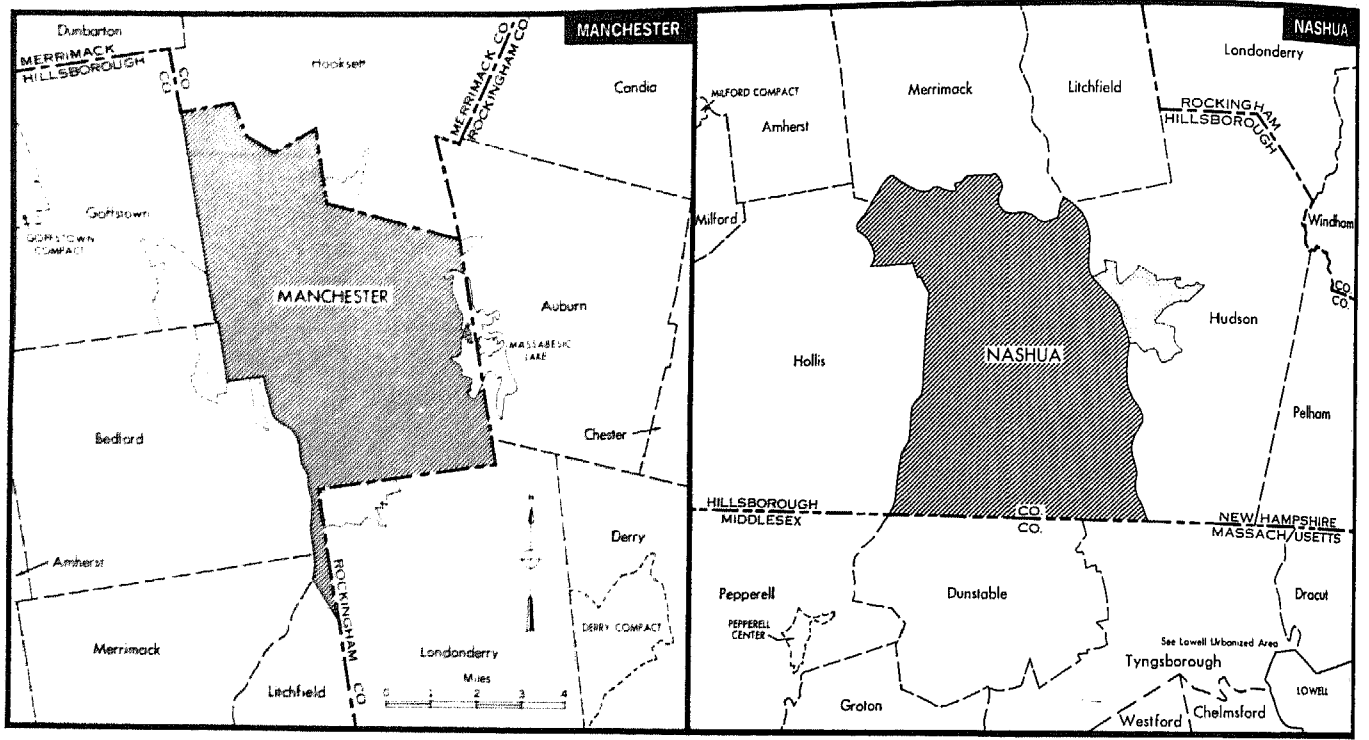 MANCHESTER
Dunbarton
MERRIMACK
HILLSBOROUGH
CO
CO
Hooksett
MERRIMACK CO
ROCKINGHAM CO
Candia
Goffstown
GOFFSTOWN
COMPACT
MANCHESTER
Auburn
MASSABESIC
LAKE
Bedford
Chester
Amherst
Derry
DERRY COMPACT
ROCKINGHAM
CO
Merrimack
Londonderry
Litchfield
Miles
0 1 2 3 4
NASHUA
Londonderry
MILFORD COMPACT
Merrimack
Litchfield
Amherst
ROCKINGHAM
HILLSBOROUGH
Milford
Windham
CO.
CO.
Hudson
NASHUA
Hollis
Pelham
HILLSBOROUGH
MIDDLESEX
CO.
CO.
NEW HAMPSHIRE
MASSACHUSETTS
Pepperell
Dunstable
Dracut
PEPPERELL
CENTER
See Lowell Urbanized Area
Tyngsborough
LOWELL
Groton
Westford
Chelmsford